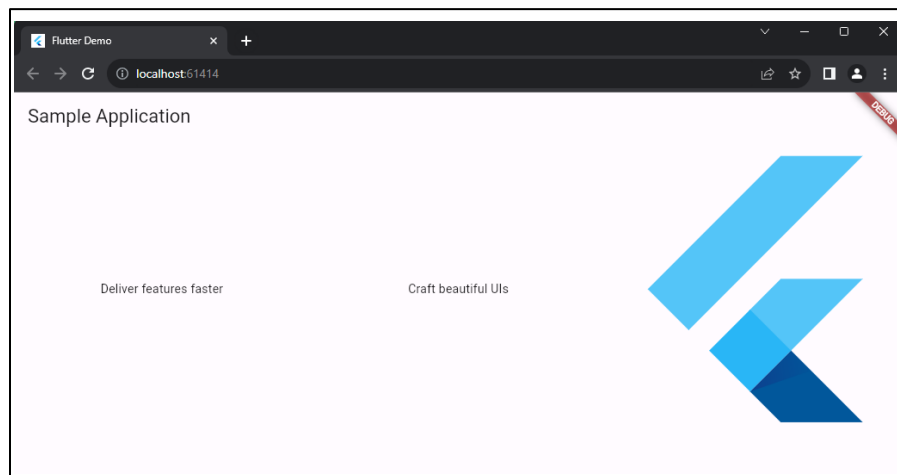 Flutter Demo
localhost:61414
Sample Application
DEBUG
Deliver features faster
Craft beautiful UIs